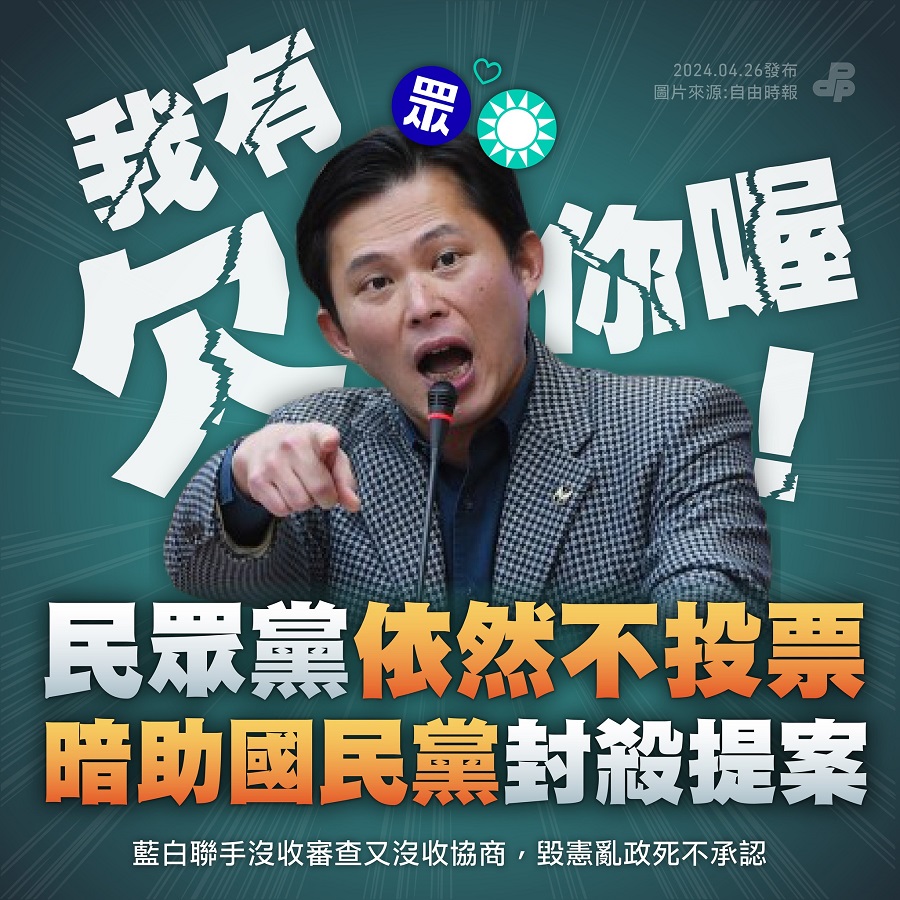 我有
欠
你喔
！
眾
2024.04.26發布
圖片來源:自由時報
DPP
民眾黨依然不投票
暗助國民黨封殺提案
藍白聯手沒收審查又沒收協商，毀憲亂政死不承認